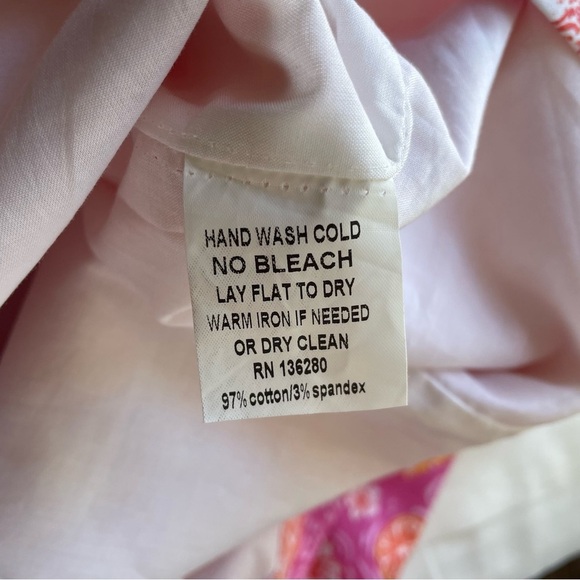 HAND WASH COLD
NO BLEACH
LAY FLAT TO DRY
WARM IRON IF NEEDED
OR DRY CLEAN
RN 136280
97% cotton/3% spandex